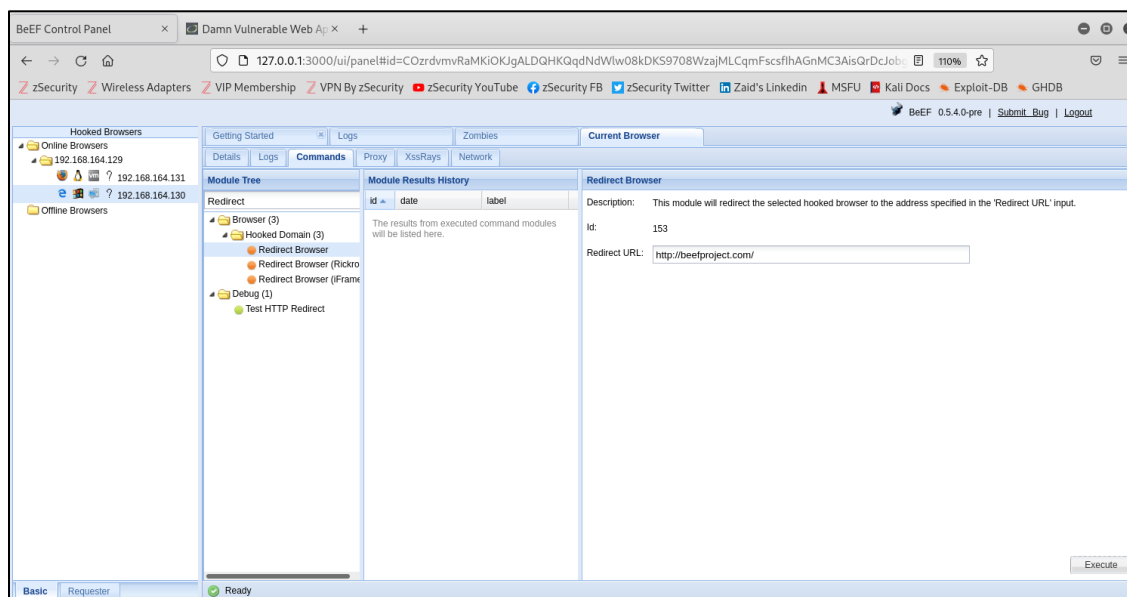 BeEF Control Panel × Damn Vulnerable Web Ap × +
127.0.0.1:3000/ui/panel#id= 110%
zSecurity Wireless Adapters VIP Membership VPN By zSecurity zSecurity YouTube zSecurity FB zSecurity Twitter Zaid's Linkedin MSFU Kali Docs Exploit-DB GHDB
BeEF 0.5.4.0-pre | Submit Bug | Logout
Hooked Browsers
Online Browsers
192.168.164.129
? 192.168.164.131
? 192.168.164.130
Offline Browsers
Basic Requester
Getting Started Logs Zombies Current Browser
Details Logs Commands Proxy XssRays Network
Module Tree
Redirect
Browser (3)
Hooked Domain (3)
Redirect Browser
Redirect Browser (Rickro
Redirect Browser (iFrame
Debug (1)
Test HTTP Redirect
Module Results History
id date label
The results from executed command modules
will be listed here.
Redirect Browser
Description: This module will redirect the selected hooked browser to the address specified in the 'Redirect URL' input.
Id: 153
Redirect URL: http://beefproject.com/
Execute
Ready